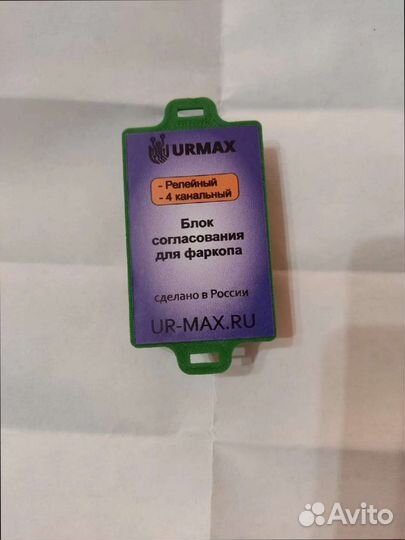 URMAX
- Релейный
- 4 канальный
Блок
согласования
для фаркопа
сделано в России
UR-MAX.RU
Avito